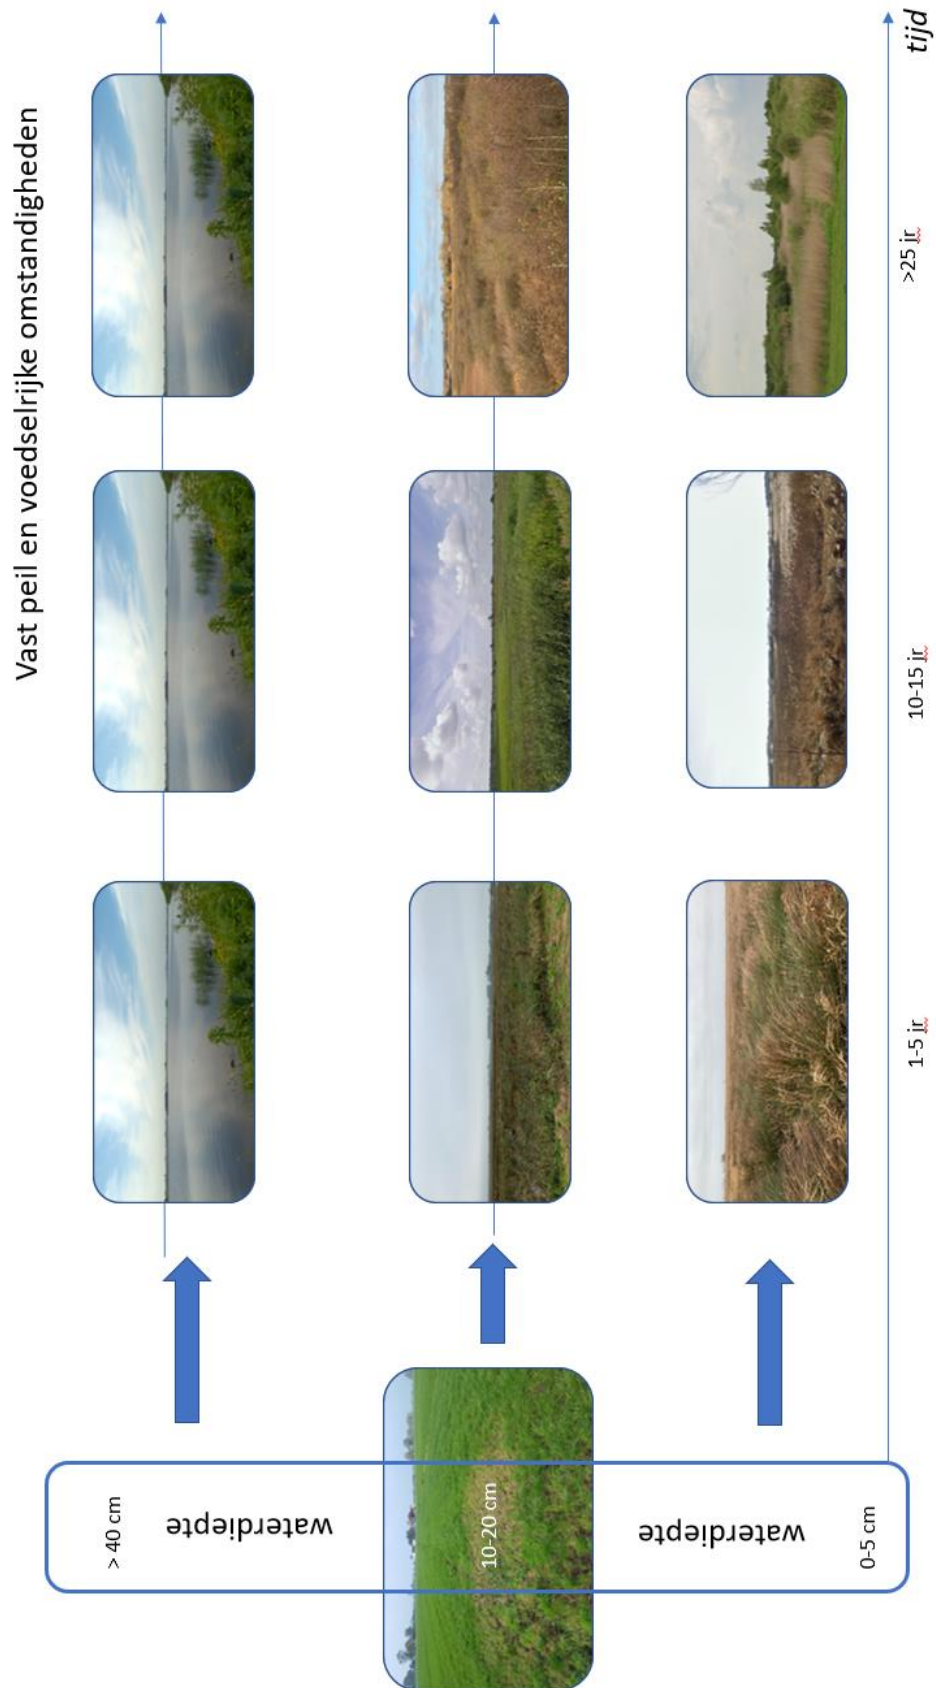 Vast peil en voedselrijke omstandigheden
> 40 cm
waterdiepte
10-20 cm
waterdiepte
0-5 cm
1-5 jr
10-15 jr
>25 jr
tijd